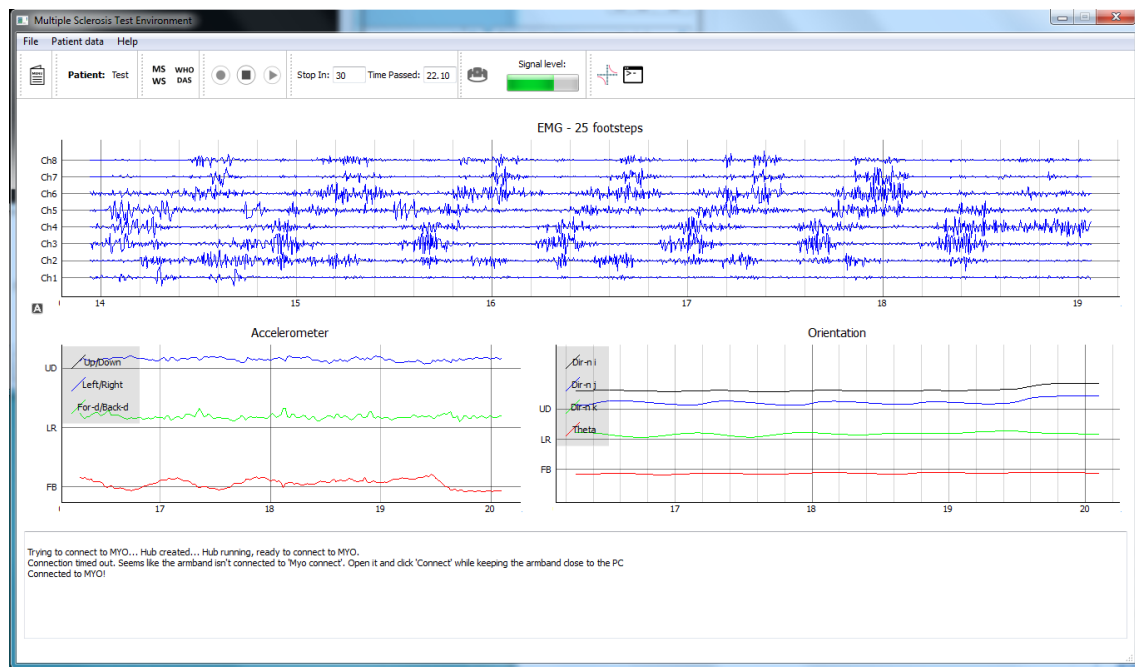 Multiple Sclerosis Test Environment
File Patient data Help
MENU
Patient: Test
MS WS
WHO DAS
Stop In: 30 Time Passed: 22.10
Signal level:
EMG - 25 footsteps
Ch8
Ch7
Ch6
Ch5
Ch4
Ch3
Ch2
Ch1
14 15 16 17 18 19
A
Accelerometer
Up/Down
UD
Left/Right
For-d/Back-d
LR
FB
17 18 19 20
Orientation
Dir-n i
Dir-n j
UD Dir-n k
Theta
LR
FB
17 18 19 20
Trying to connect to MYO... Hub created... Hub running, ready to connect to MYO.
Connection timed out. Seems like the armband isn't connected to 'Myo connect'. Open it and click 'Connect' while keeping the armband close to the PC
Connected to MYO!